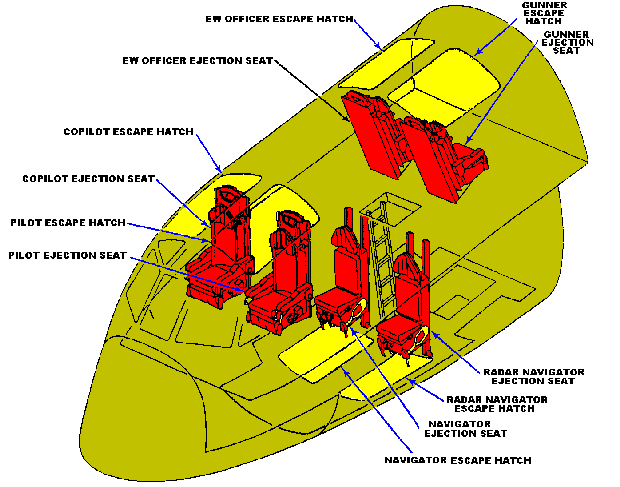 EW OFFICER ESCAPE HATCH
GUNNER
ESCAPE
HATCH
GUNNER
EJECTION
SEAT
EW OFFICER EJECTION SEAT
COPILOT ESCAPE HATCH
COPILOT EJECTION SEAT
PILOT ESCAPE HATCH
PILOT EJECTION SEAT
RADAR NAVIGATOR
EJECTION SEAT
RADAR NAVIGATOR
ESCAPE HATCH
NAVIGATOR
EJECTION SEAT
NAVIGATOR ESCAPE HATCH